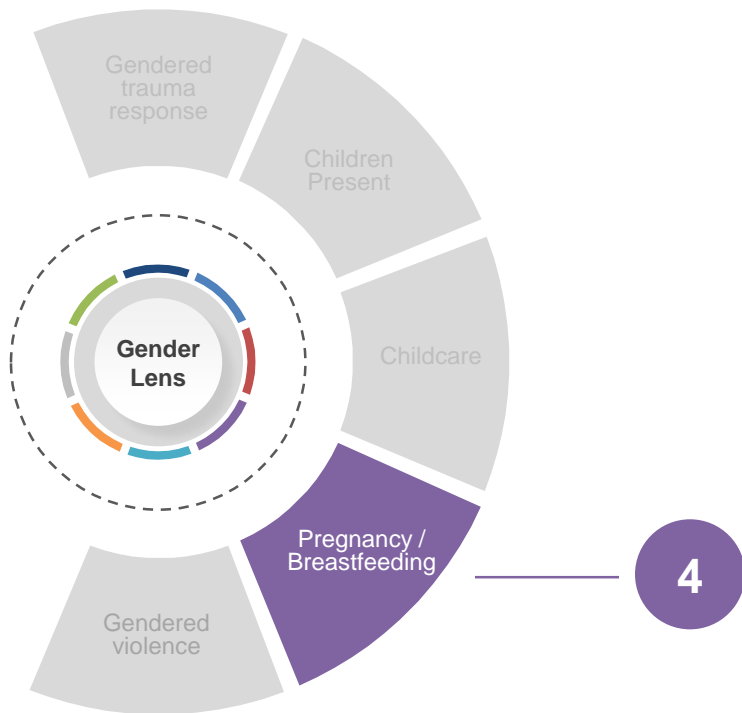 Gendered
trauma
response
Children
Present
Childcare
Gender
Lens
Pregnancy /
Breastfeeding
4
Gendered
violence